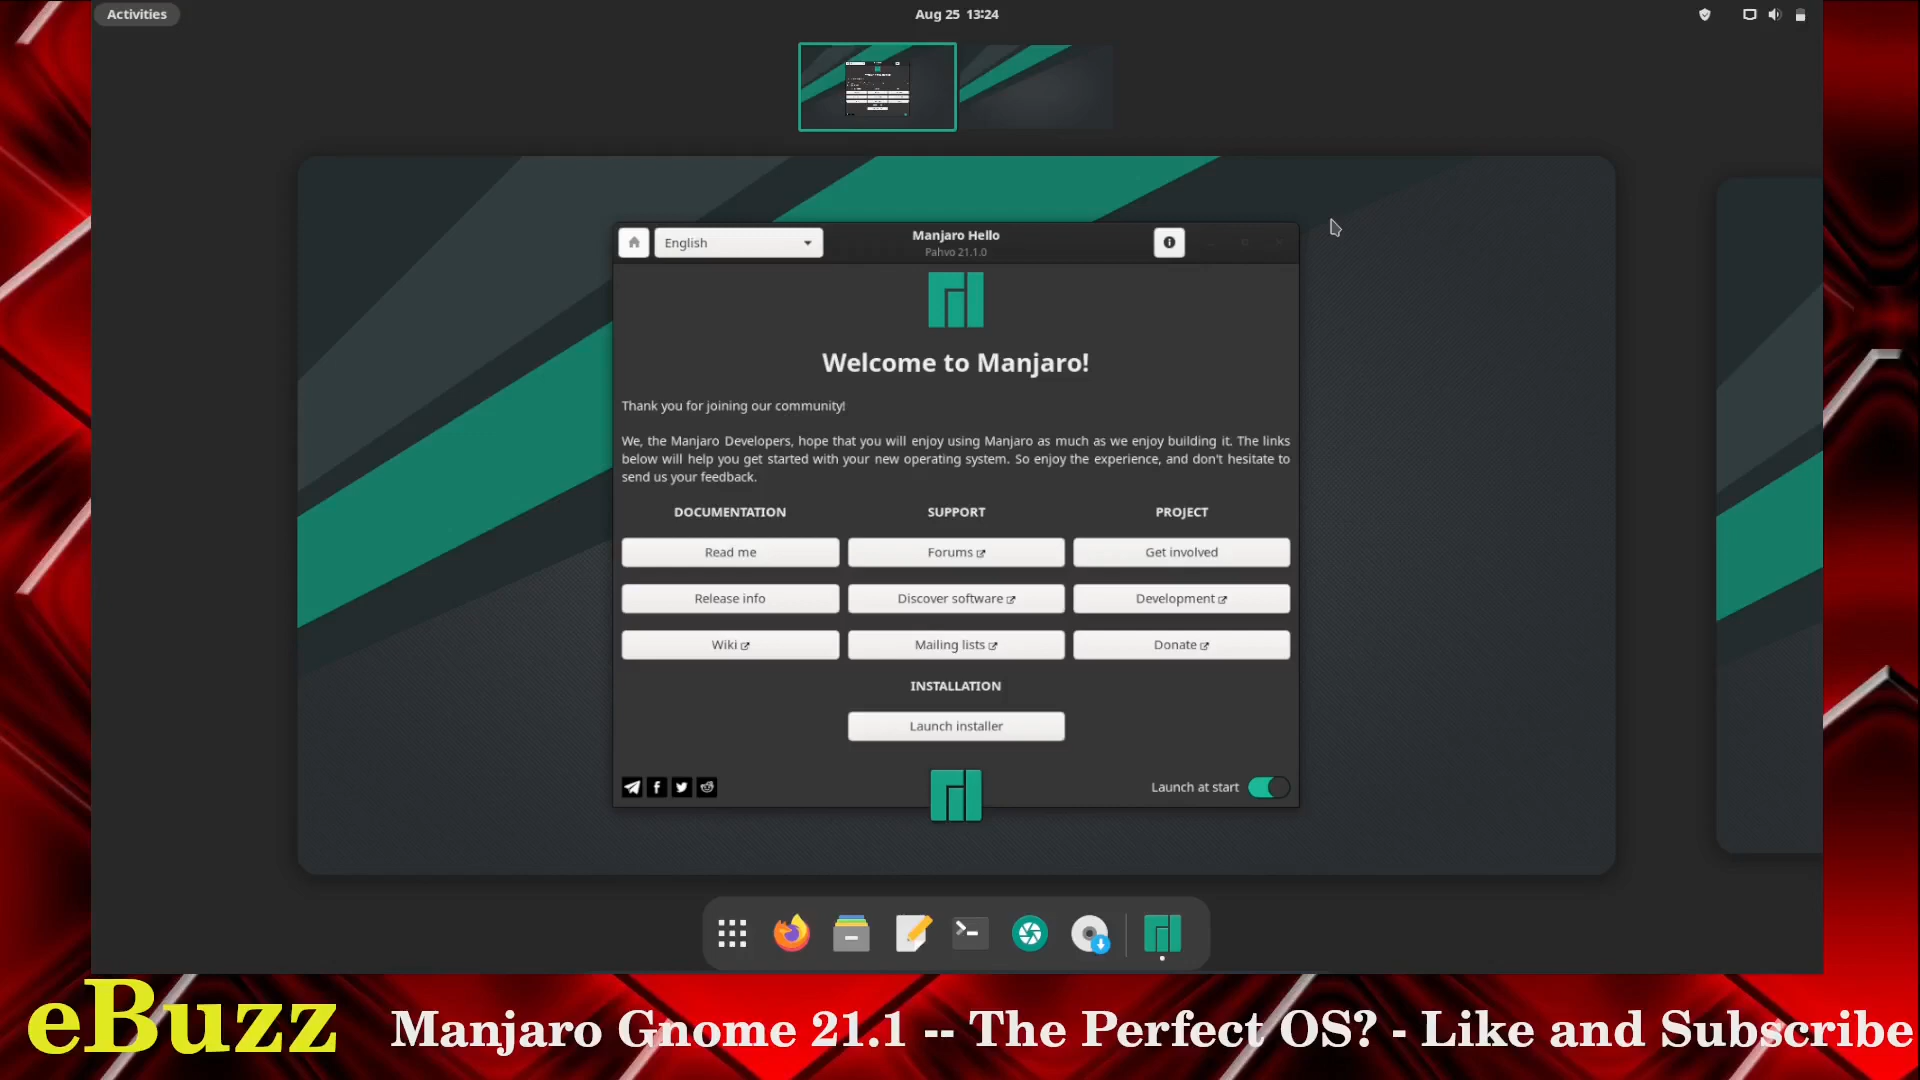 Activities
Aug 25 13:24
English
Manjaro Hello
Pahvo 21.1.0
Welcome to Manjaro!
Thank you for joining our community!
We, the Manjaro Developers, hope that you will enjoy using Manjaro as much as we enjoy building it. The links
below will help you get started with your new operating system. So enjoy the experience, and don't hesitate to
send us your feedback.
DOCUMENTATION SUPPORT PROJECT
Read me Forums Get involved
Release info Discover software Development
Wiki Mailing lists Donate
INSTALLATION
Launch installer
Launch at start
eBuzz Manjaro Gnome 21.1 -- The Perfect OS? - Like and Subscribe